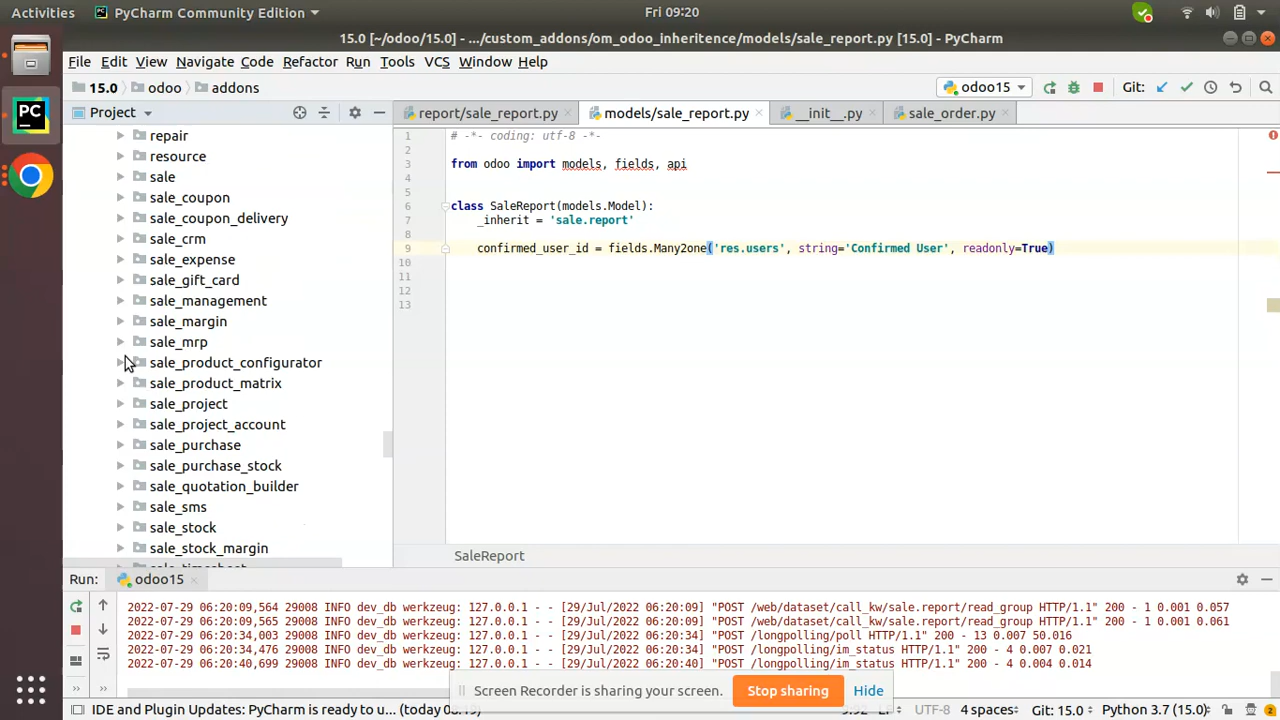 Activities PyCharm Community Edition Fri 09:20
15.0 [~/odoo/15.0] - .../custom_addons/om_odoo_inheritence/models/sale_report.py [15.0] - PyCharm
File Edit View Navigate Code Refactor Run Tools VCS Window Help
15.0 odoo addons odoo15 Git:
Project report/sale_report.py models/sale_report.py __init__.py sale_order.py
repair
resource
sale
sale_coupon
sale_coupon_delivery
sale_crm
sale_expense
sale_gift_card
sale_management
sale_margin
sale_mrp
sale_product_configurator
sale_product_matrix
sale_project
sale_project_account
sale_purchase
sale_purchase_stock
sale_quotation_builder
sale_sms
sale_stock
sale_stock_margin
1 # -*- coding: utf-8 -*-
2
3 from odoo import models, fields, api
4
5
6 class SaleReport(models.Model):
7 _inherit = 'sale.report'
8
9 confirmed_user_id = fields.Many2one('res.users', string='Confirmed User', readonly=True)
10
11
12
13
SaleReport
Run: odoo15
2022-07-29 06:20:09,564 29008 INFO dev_db werkzeug: 127.0.0.1 - - [29/Jul/2022 06:20:09] "POST /web/dataset/call_kw/sale.report/read_group HTTP/1.1" 200 - 1 0.001 0.057
2022-07-29 06:20:09,565 29008 INFO dev_db werkzeug: 127.0.0.1 - - [29/Jul/2022 06:20:09] "POST /web/dataset/call_kw/sale.report/read_group HTTP/1.1" 200 - 1 0.001 0.061
2022-07-29 06:20:34,003 29008 INFO dev_db werkzeug: 127.0.0.1 - - [29/Jul/2022 06:20:34] "POST /longpolling/poll HTTP/1.1" 200 - 13 0.007 50.016
2022-07-29 06:20:34,476 29008 INFO dev_db werkzeug: 127.0.0.1 - - [29/Jul/2022 06:20:34] "POST /longpolling/im_status HTTP/1.1" 200 - 4 0.007 0.021
2022-07-29 06:20:40,699 29008 INFO dev_db werkzeug: 127.0.0.1 - - [29/Jul/2022 06:20:40] "POST /longpolling/im_status HTTP/1.1" 200 - 4 0.004 0.014
Screen Recorder is sharing your screen. Stop sharing Hide
IDE and Plugin Updates: PyCharm is ready to u... (today UTF-8 4 spaces Git: 15.0 Python 3.7 (15.0) 2